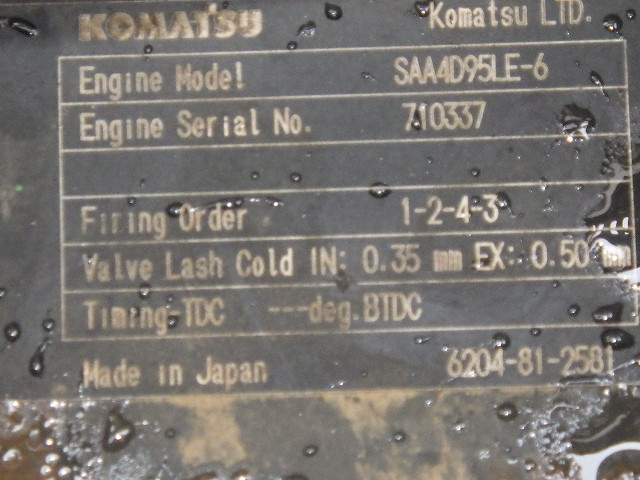 KOMATSU Komatsu LTD.
Engine Model SAA4D95LE-6
Engine Serial No. 710337
Firing Order 1-2-4-3
Valve Lash Cold IN: 0.35 mm EX: 0.50 mm
Timing-TDC ---deg.BTDC
Made in Japan 6204-81-2581